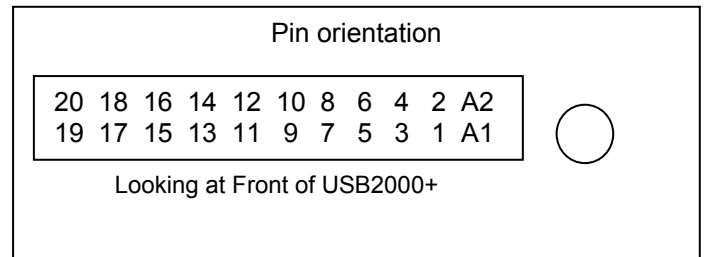 Pin orientation
20 18 16 14 12 10 8 6 4 2 A2
19 17 15 13 11 9 7 5 3 1 A1
Looking at Front of USB2000+